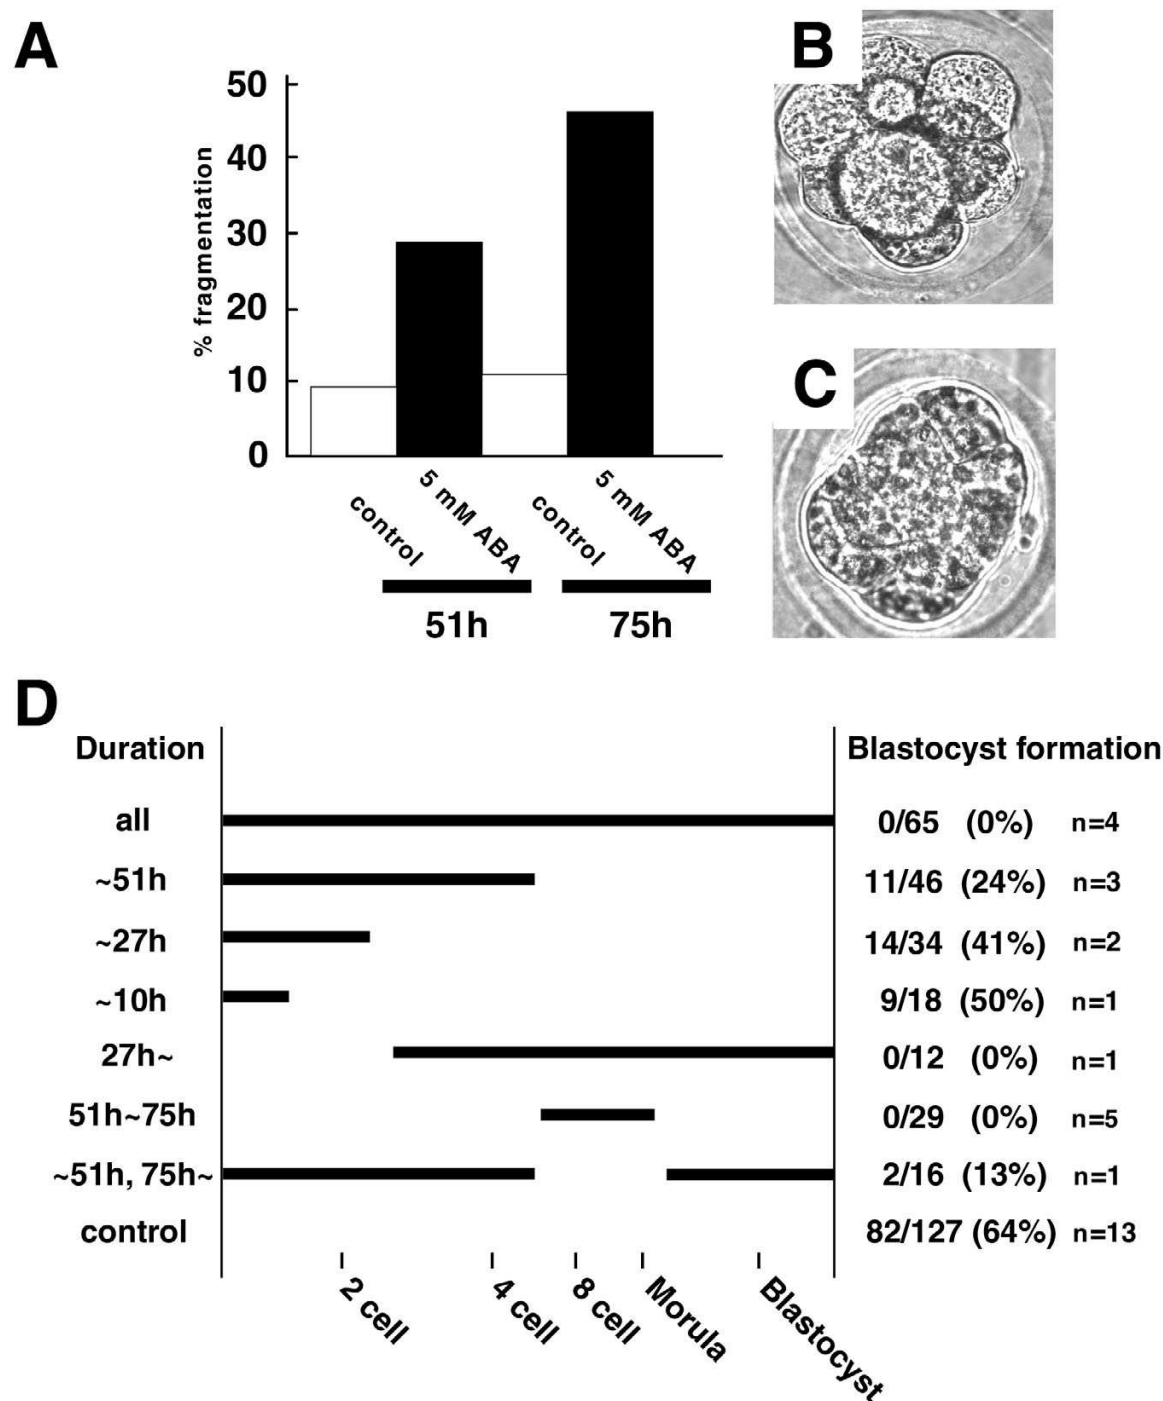 A
50
40
30
20
10
0
% fragmentation
control
5 mM ABA
control
5 mM ABA
51h
75h
B
C
D
Duration
Blastocyst formation
all
0/65 (0%) n=4
~51h
11/46 (24%) n=3
~27h
14/34 (41%) n=2
~10h
9/18 (50%) n=1
27h~
0/12 (0%) n=1
51h~75h
0/29 (0%) n=5
~51h, 75h~
2/16 (13%) n=1
control
82/127 (64%) n=13
2 cell
4 cell
8 cell
Morula
Blastocyst